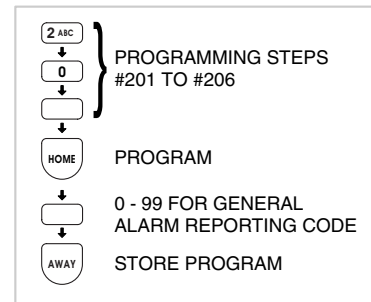 2 ABC
0
PROGRAMMING STEPS
#201 TO #206
HOME
PROGRAM
0 - 99 FOR GENERAL
ALARM REPORTING CODE
AWAY
STORE PROGRAM